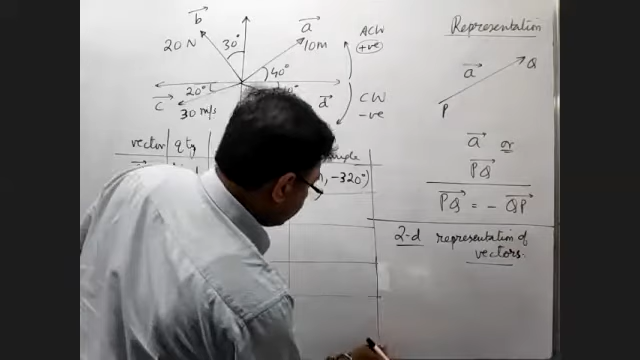 b
a
ACW
+ve
20 N
30°
10m
40°
20°
c
30 m/s
d
CW
-ve
vector
qty
, -320°)
Representation
a
Q
P
a or
PQ
PQ = - QP
2-d representation of
vectors.